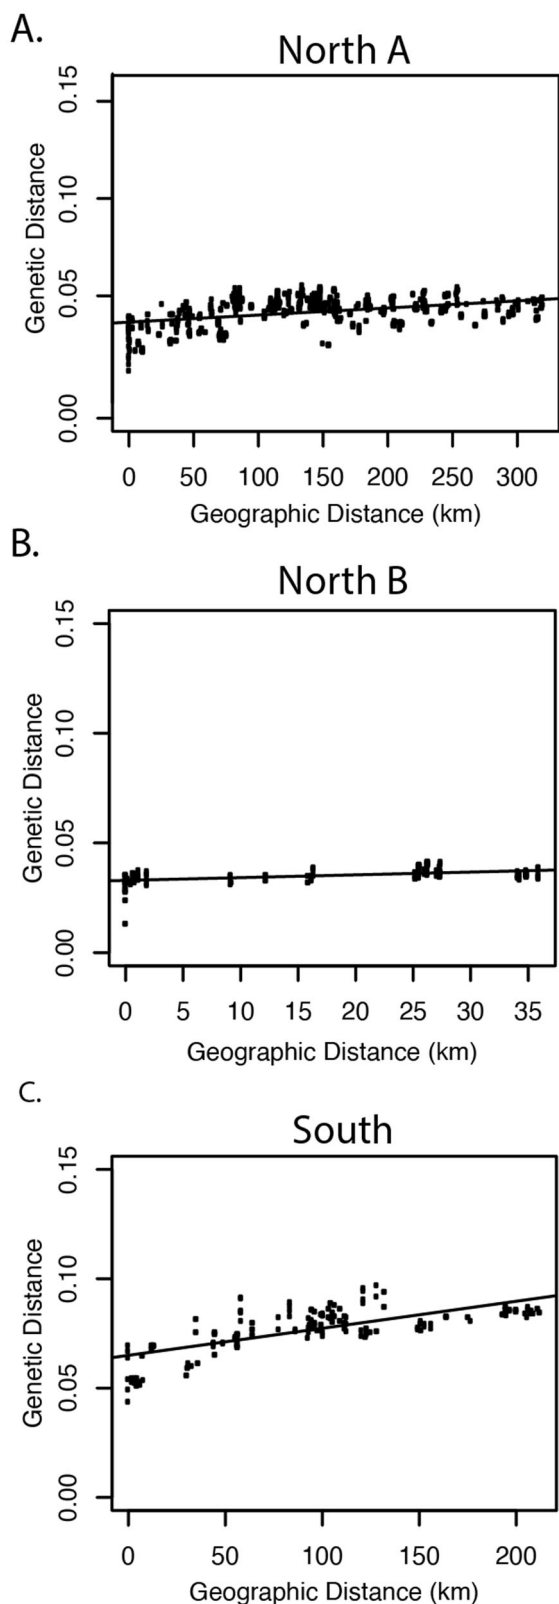 A.
North A
Genetic Distance
0.15
0.10
0.05
0.00
0 50 100 150 200 250 300
Geographic Distance (km)
B.
North B
Genetic Distance
0.15
0.10
0.05
0.00
0 5 10 15 20 25 30 35
Geographic Distance (km)
C.
South
Genetic Distance
0.15
0.10
0.05
0.00
0 50 100 150 200
Geographic Distance (km)